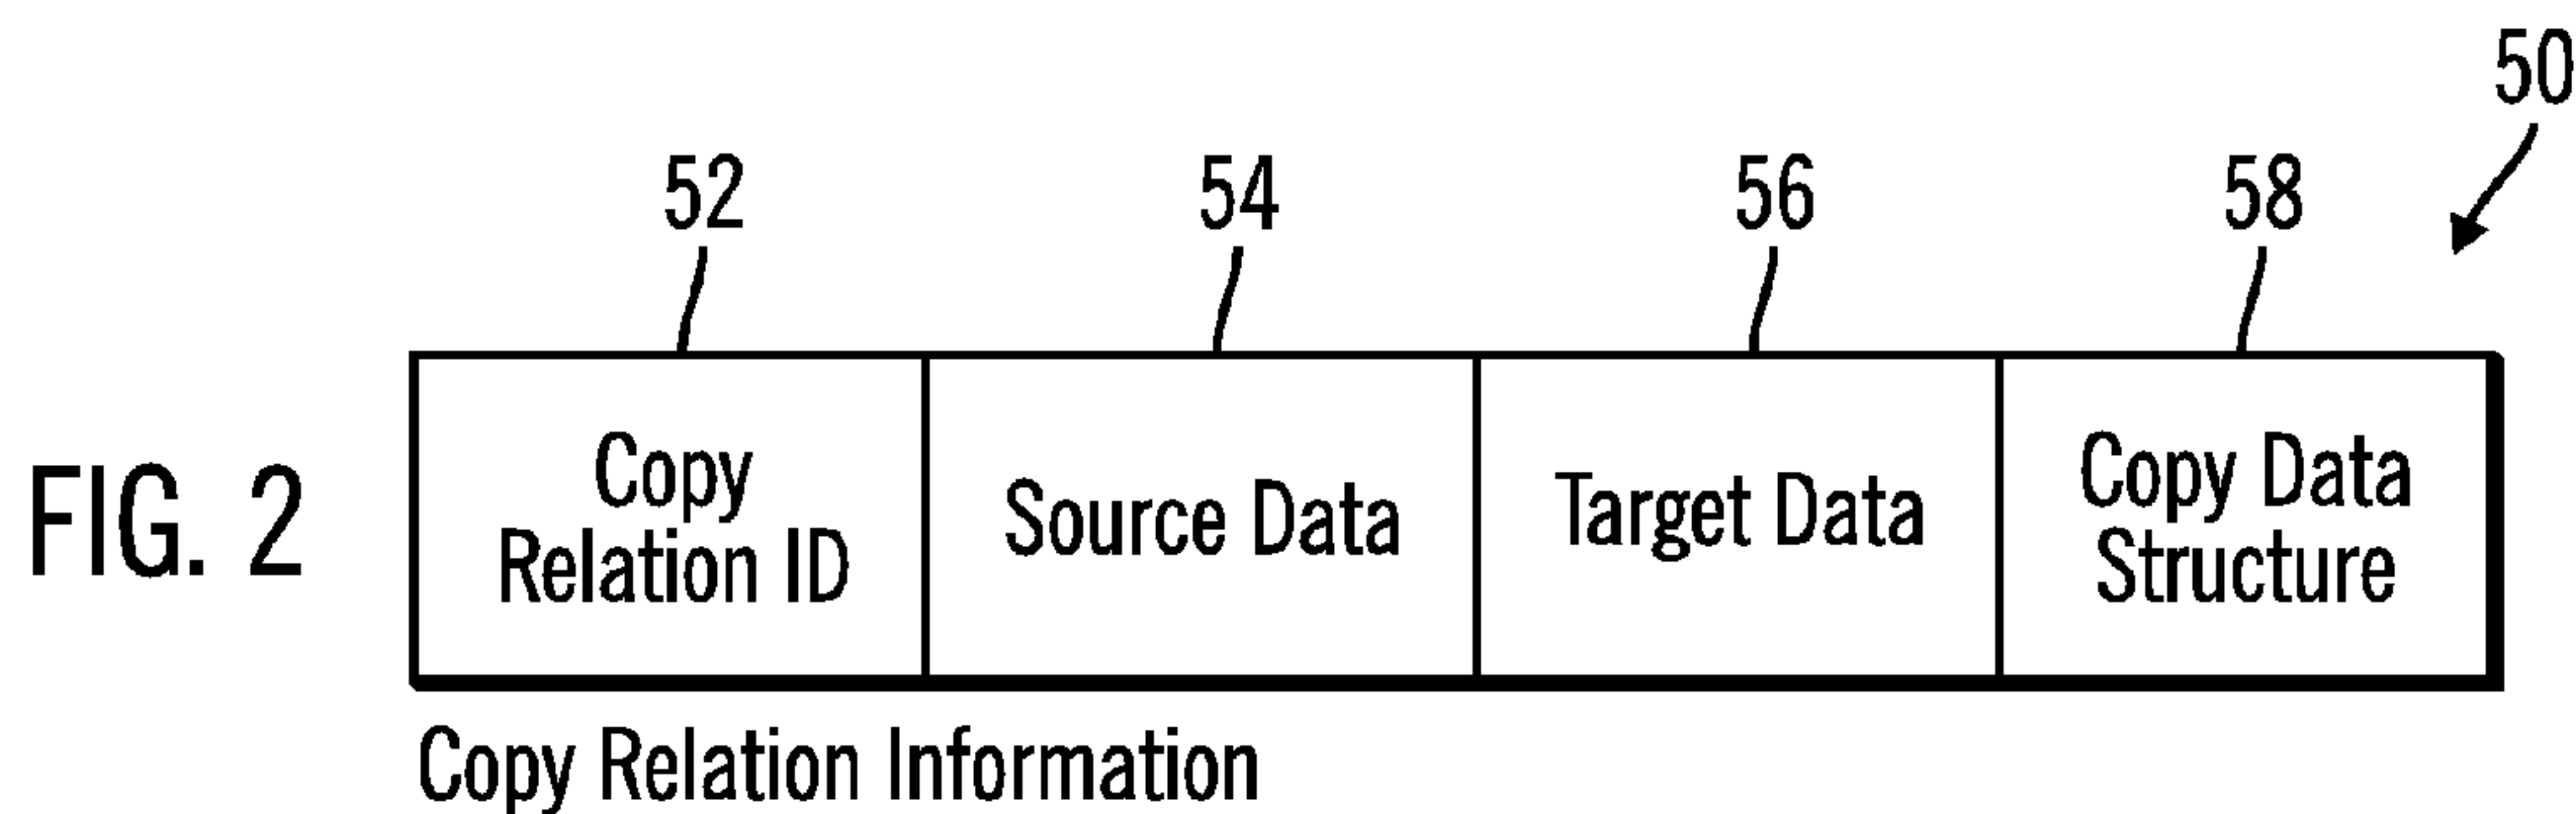 50
52
54
56
58
Copy
Relation ID
Source Data
Target Data
Copy Data
Structure
FIG. 2
Copy Relation Information